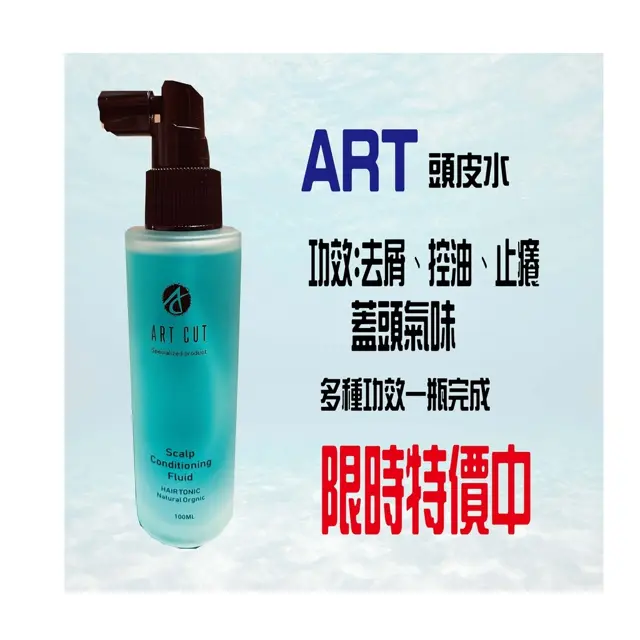 ART 頭皮水
功效:去屑、控油、止癢
蓋頭氣味
多種功效一瓶完成
限時特價中
ART CUT
Specialized product
Scalp
Conditioning
Fluid
HAIR TONIC
Natural Orgnic
100ML